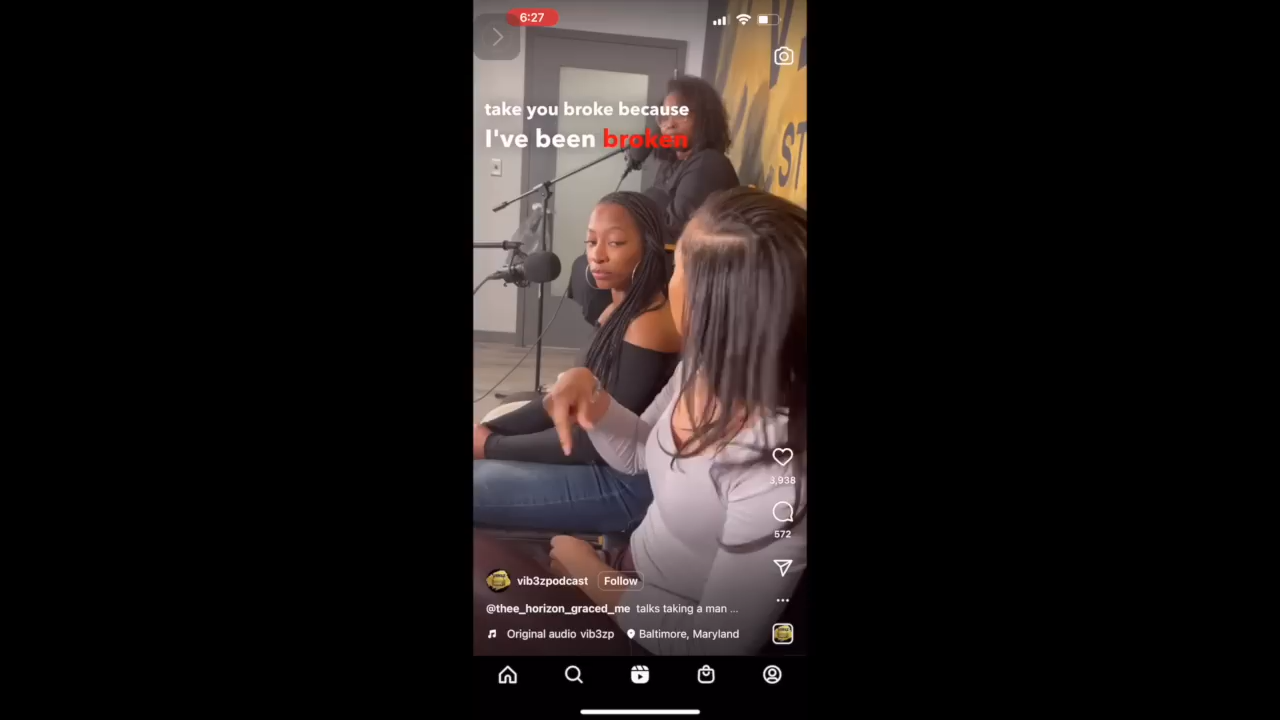 6:27
take you broke because
I've been broken
ST
3,938
572
vib3zpodcast Follow
@thee_horizon_graced_me talks taking a man ...
Original audio vib3zp Baltimore, Maryland